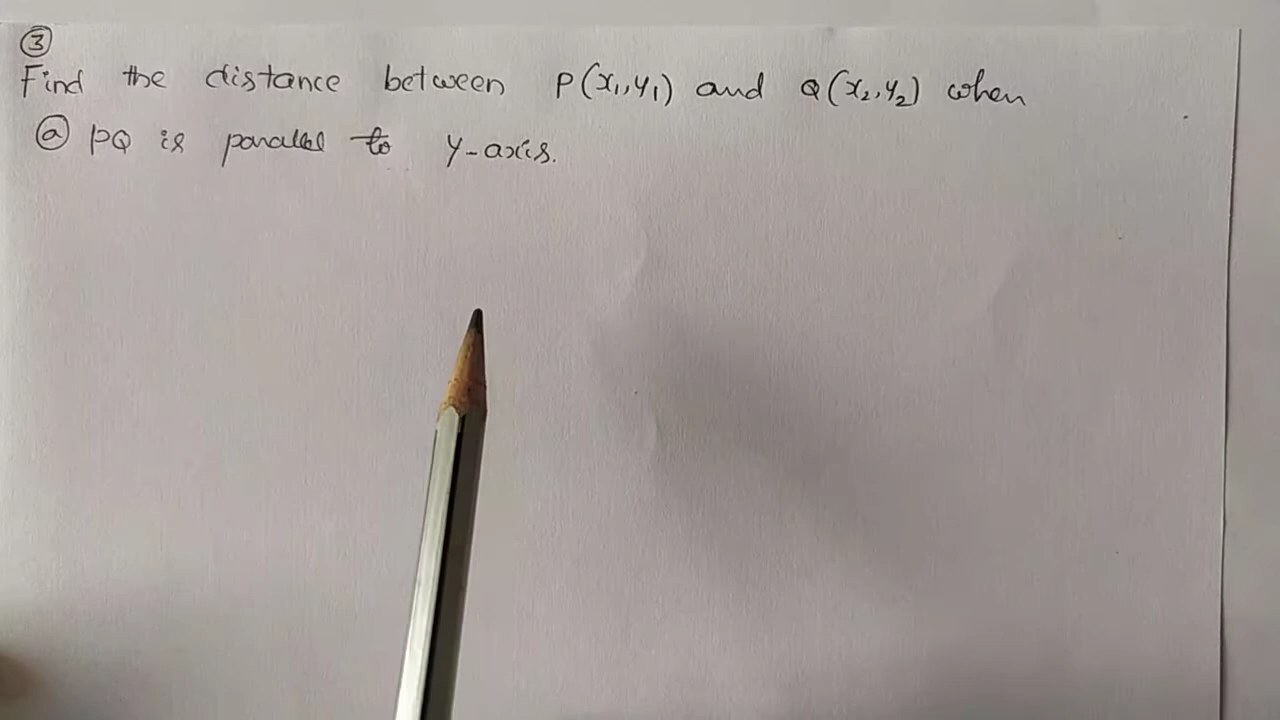 ③
Find the distance between P(x₁,y₁) and Q(x₂,y₂) when
ⓐ PQ is parallel to y-axis.